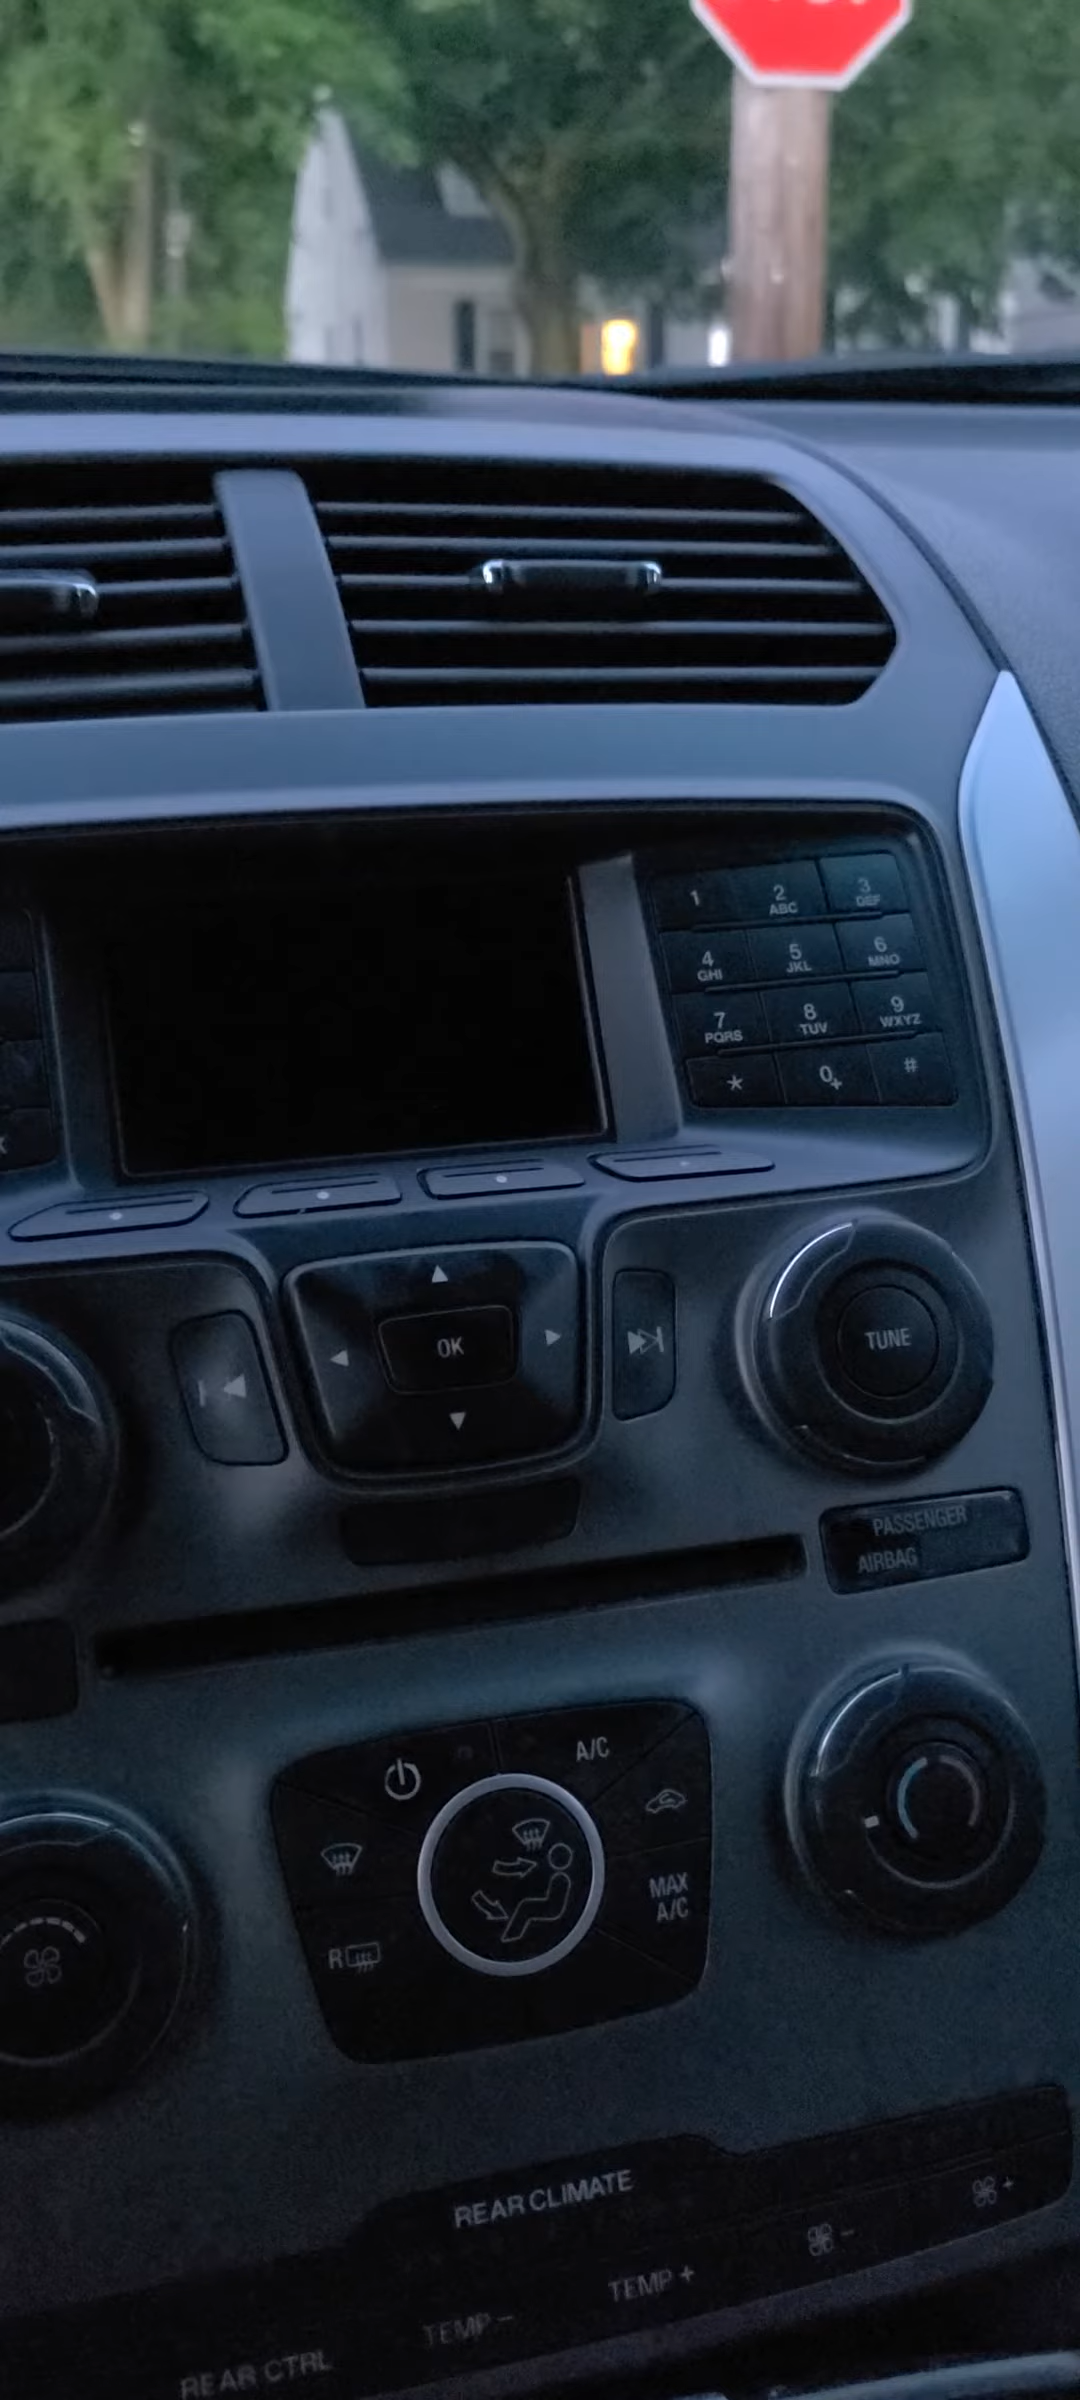 1
2
ABC
3
DEF
4
GHI
5
JKL
6
MNO
7
PQRS
8
TUV
9
WXYZ
*
0+
#
OK
TUNE
PASSENGER
AIRBAG
A/C
MAX
A/C
R
REAR CLIMATE
TEMP +
TEMP –
REAR CTRL